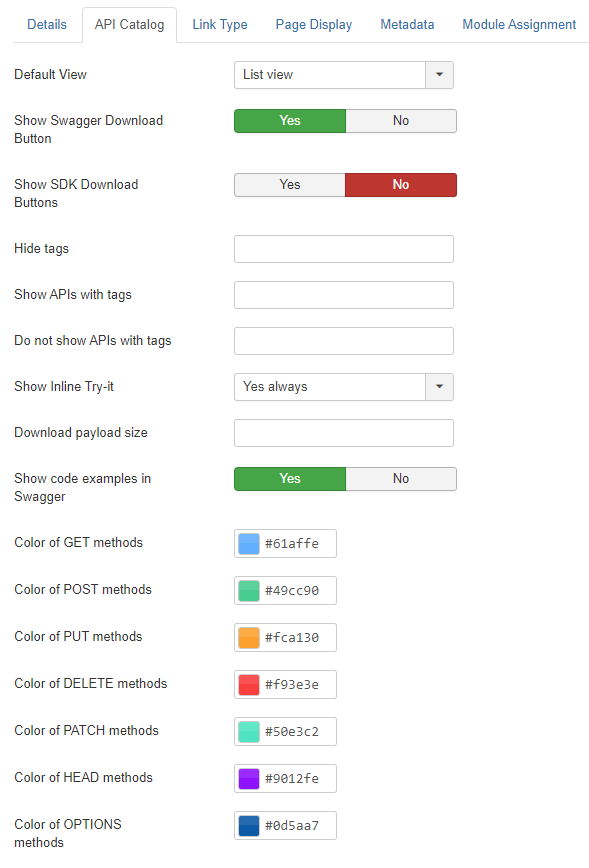 Details API Catalog Link Type Page Display Metadata Module Assignment
Default View List view
Show Swagger Download Yes No
Button
Show SDK Download Yes No
Buttons
Hide tags
Show APIs with tags
Do not show APIs with tags
Show Inline Try-it Yes always
Download payload size
Show code examples in Yes No
Swagger
Color of GET methods #61affe
Color of POST methods #49cc90
Color of PUT methods #fca130
Color of DELETE methods #f93e3e
Color of PATCH methods #50e3c2
Color of HEAD methods #9012fe
Color of OPTIONS #0d5aa7
methods